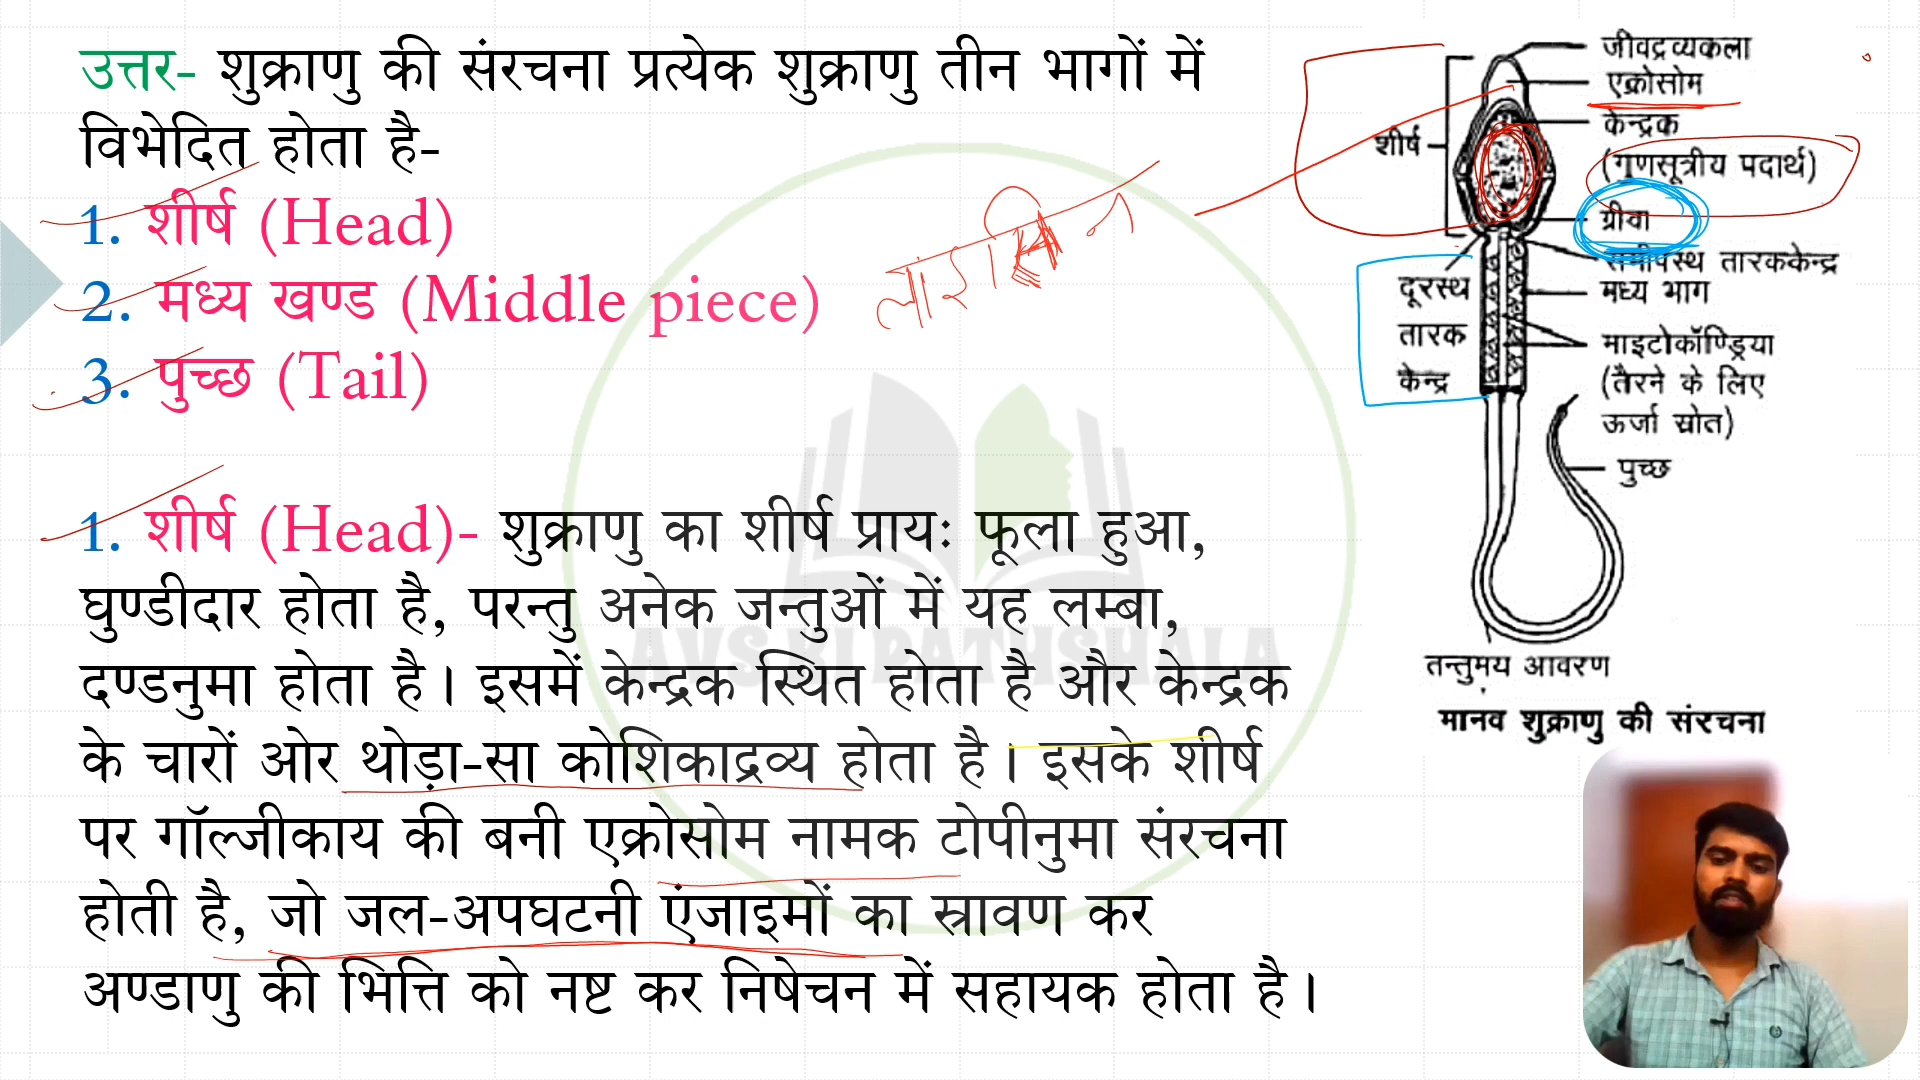 उत्तर- शुक्राणु की संरचना प्रत्येक शुक्राणु तीन भागों में
विभेदित होता है-
1. शीर्ष (Head)
2. मध्य खण्ड (Middle piece)
3. पुच्छ (Tail)
1. शीर्ष (Head)- शुक्राणु का शीर्ष प्रायः फूला हुआ,
घुण्डीदार होता है, परन्तु अनेक जन्तुओं में यह लम्बा,
दण्डनुमा होता है। इसमें केन्द्रक स्थित होता है और केन्द्रक
के चारों ओर थोड़ा-सा कोशिकाद्रव्य होता है। इसके शीर्ष
पर गॉल्जीकाय की बनी एक्रोसोम नामक टोपीनुमा संरचना
होती है, जो जल-अपघटनी एंजाइमों का स्रावण कर
अण्डाणु की भित्ति को नष्ट कर निषेचन में सहायक होता है।
जीवद्रव्यकला
एक्रोसोम
केन्द्रक
(गुणसूत्रीय पदार्थ)
शीर्ष
ग्रीवा
समीपस्थ तारककेन्द्र
मध्य भाग
दूरस्थ
तारक
केन्द्र
माइटोकॉण्ड्रिया
(तैरने के लिए
ऊर्जा स्रोत)
पुच्छ
तन्तुमय आवरण
मानव शुक्राणु की संरचना
AVS KI PATHSHALA